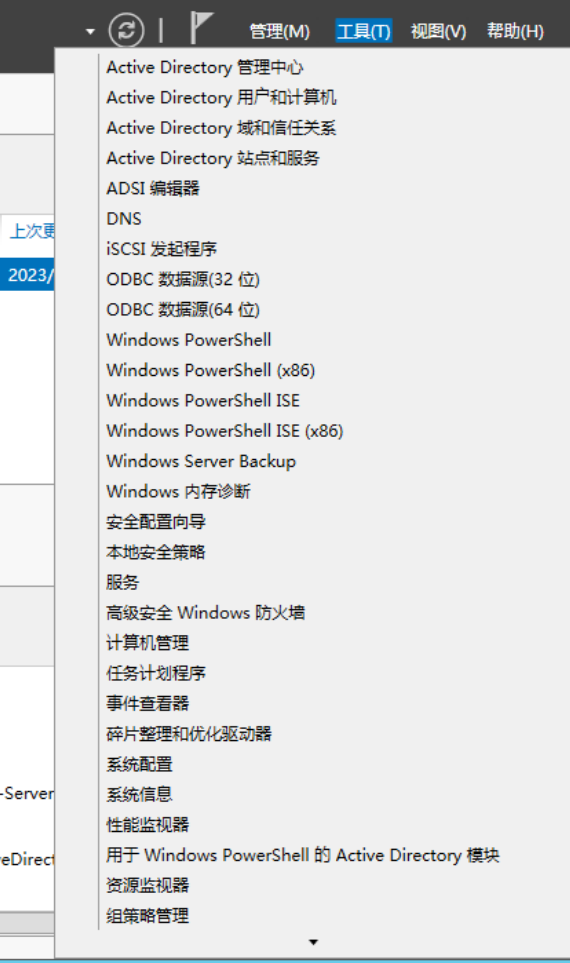 管理(M) 工具(T) 视图(V) 帮助(H)
Active Directory 管理中心
Active Directory 用户和计算机
Active Directory 域和信任关系
Active Directory 站点和服务
ADSI 编辑器
DNS
上次更
iSCSI 发起程序
2023/
ODBC 数据源(32 位)
ODBC 数据源(64 位)
Windows PowerShell
Windows PowerShell (x86)
Windows PowerShell ISE
Windows PowerShell ISE (x86)
Windows Server Backup
Windows 内存诊断
安全配置向导
本地安全策略
服务
高级安全 Windows 防火墙
计算机管理
任务计划程序
事件查看器
碎片整理和优化驱动器
系统配置
系统信息
-Server
性能监视器
用于 Windows PowerShell 的 Active Directory 模块
eDirect
资源监视器
组策略管理